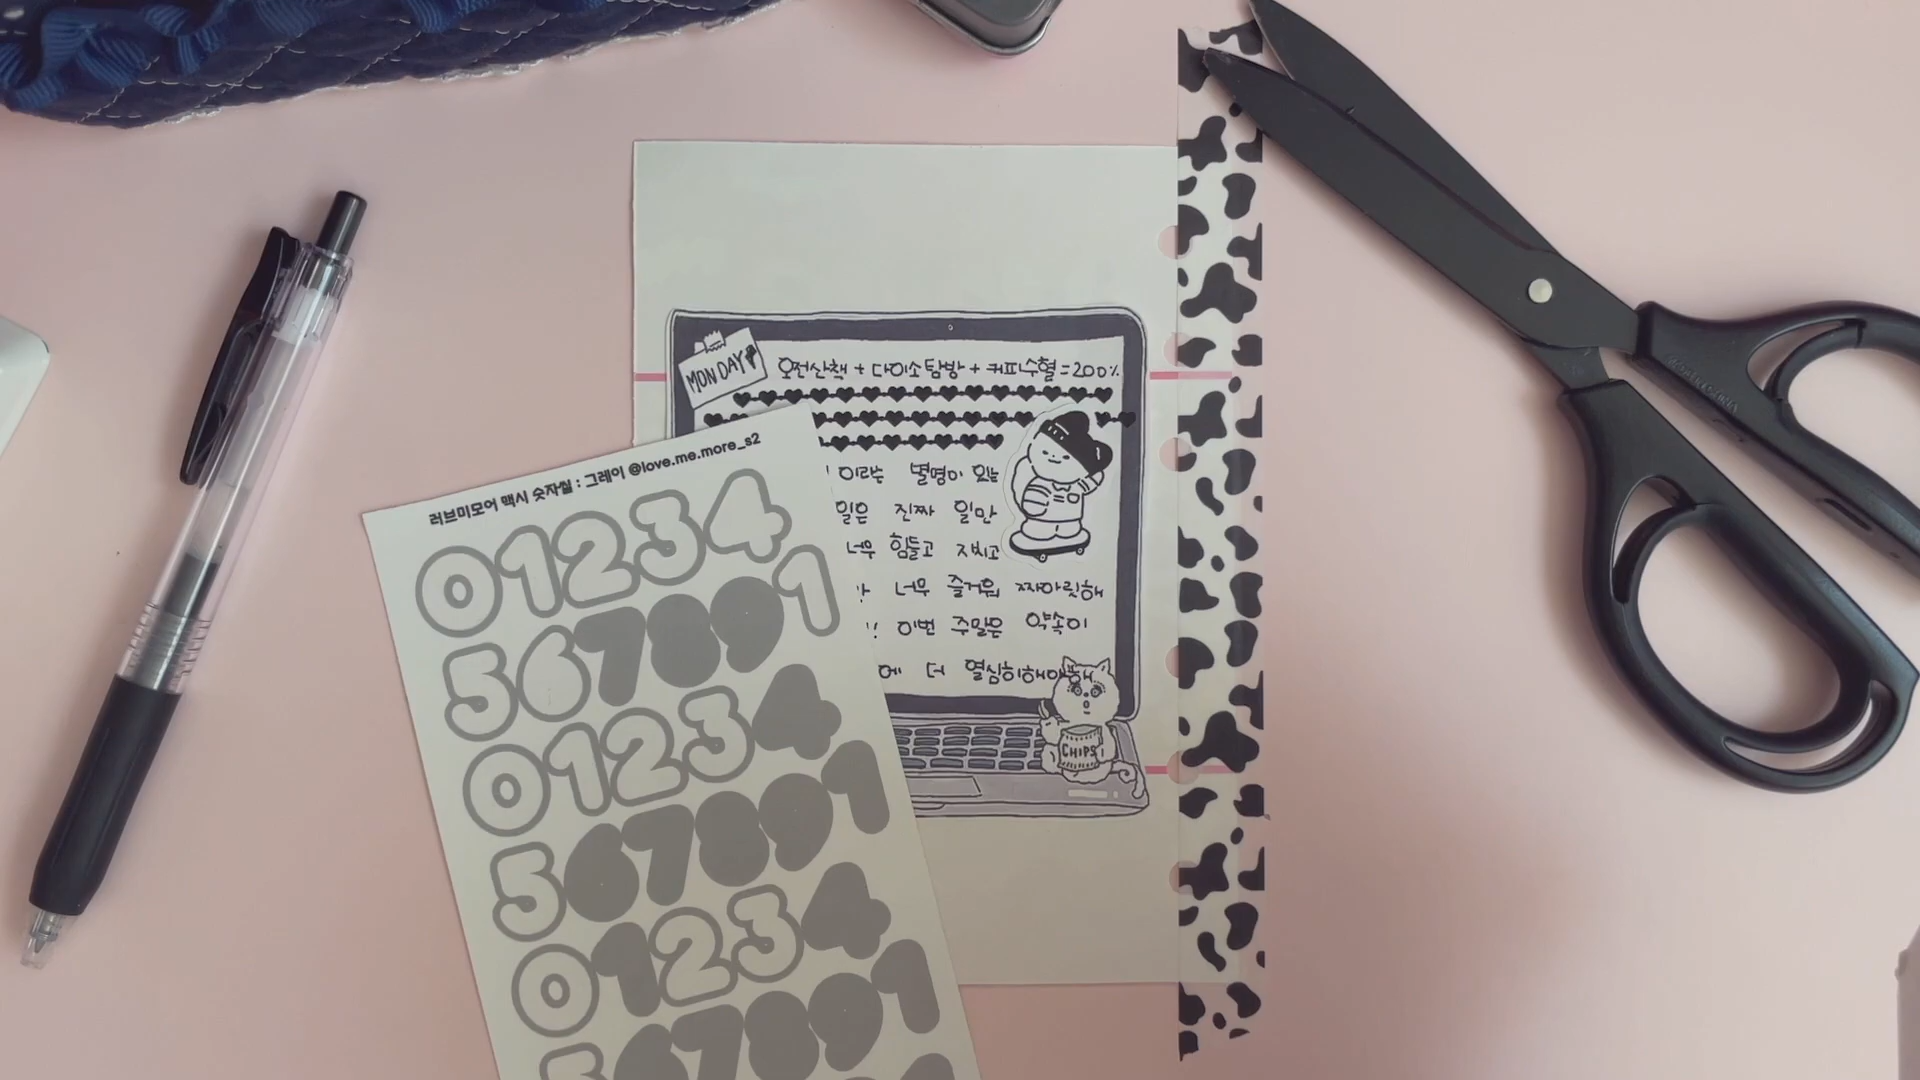 MONDAY
오전산책 + 다이소탐방 + 커피수혈 = 200%
이라는 별명이 있는
일은 진짜 일만
너무 힘들고 지치고
너무 즐거워 짜아릿해
이번 주말은 약속이
에 더 열심히해야해
CHIPS
러브미모어 맥시 숫자씰 : 그레이 @love.me.more_s2
01234
567891
01234
567891
01234
567891